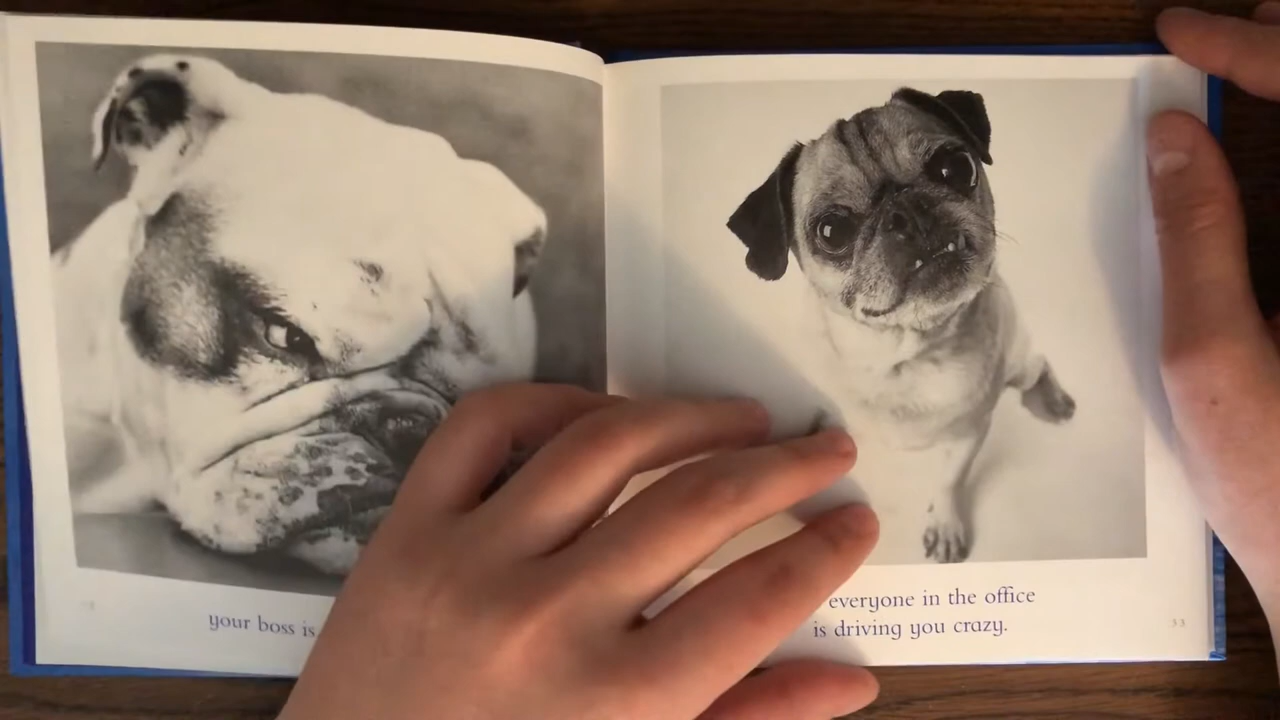 your boss is
everyone in the office
is driving you crazy.
33